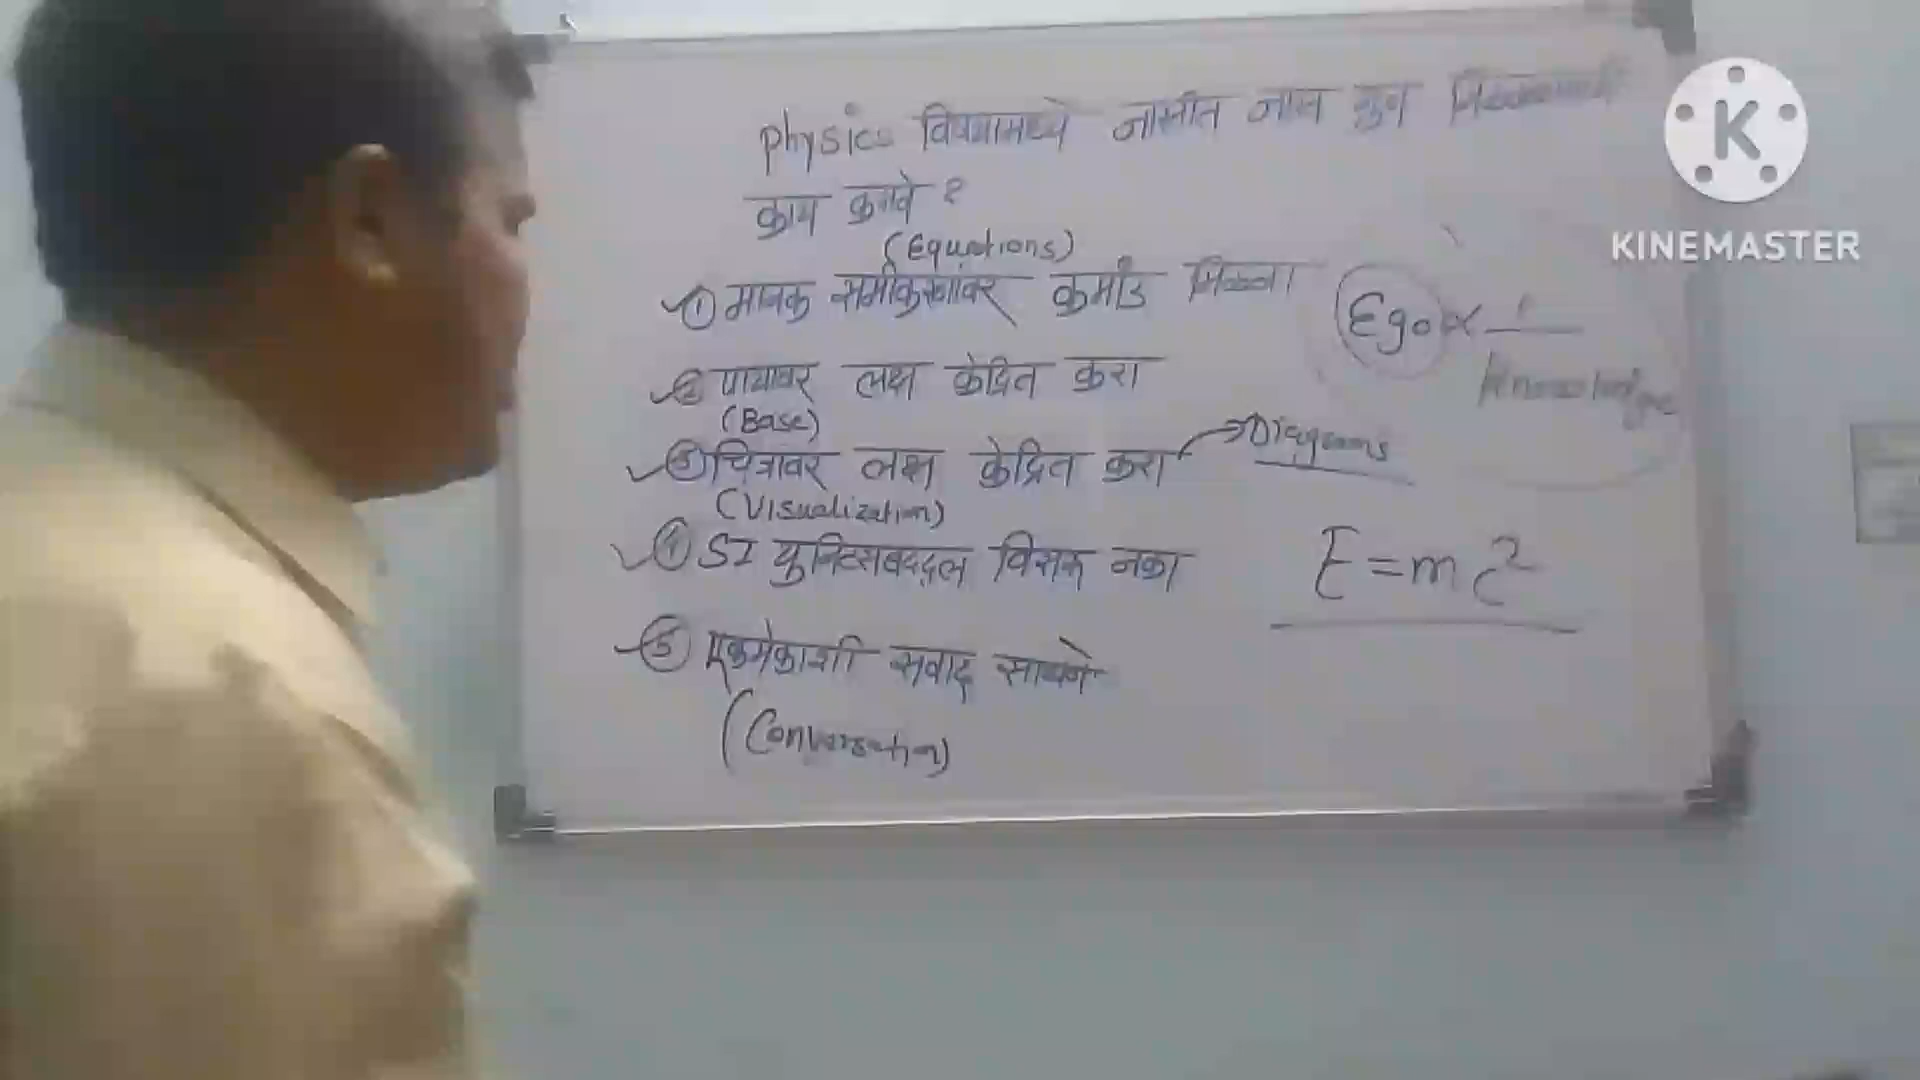 Physics विषयामध्ये जास्तीत जास्त गुण
काय करावे ?
(Equations)
① मानक समीकरणांवर कमांड मिळवा
② पायावर लक्ष केंद्रित करा
(Base)
③ चित्रावर लक्ष केंद्रित करा → Diagrams
(Visualization)
④ SI युनिट्सबद्दल विसरू नका
⑤ एकमेकाशी संवाद साधणे
(Conversation)
Ego ∝ 1
Knowledge
E = mc²
K
KINEMASTER